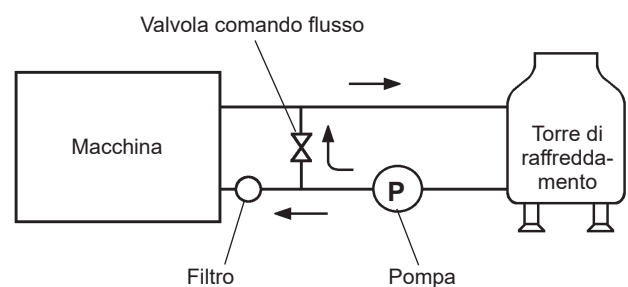 Valvola comando flusso
Macchina
Torre di
raffredda-
mento
P
Filtro
Pompa